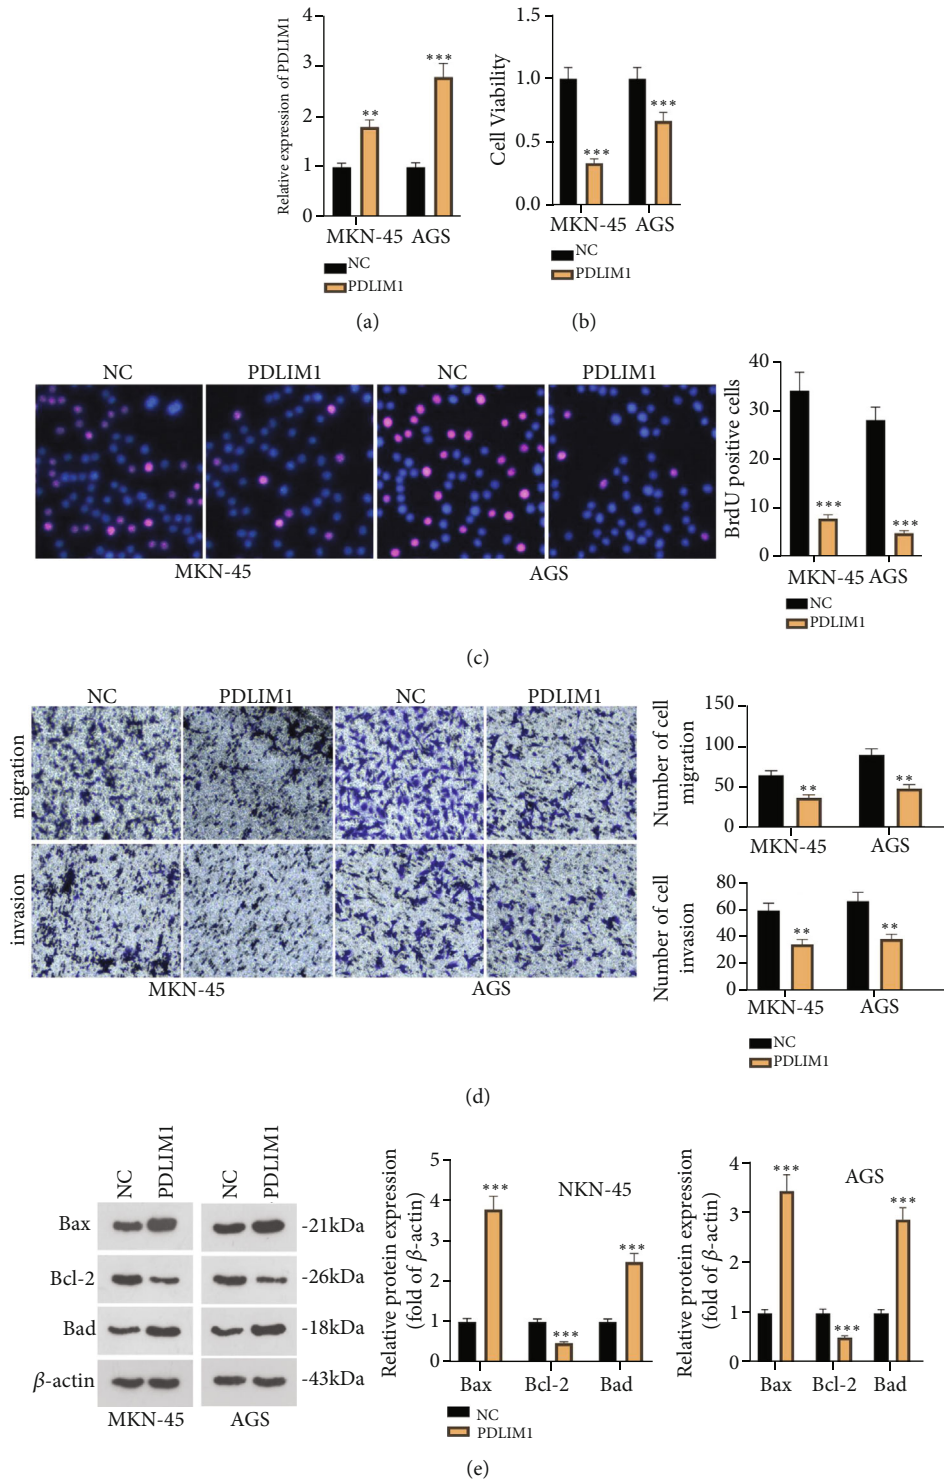 Relative expression of PDLIM1
4
3
2
1
0
**
***
MKN-45 AGS
NC
PDLIM1
(a)
Cell Viability
1.5
1.0
0.5
0.0
***
***
MKN-45 AGS
NC
PDLIM1
(b)
NC PDLIM1 NC PDLIM1
MKN-45 AGS
BrdU positive cells
40
30
20
10
0
***
***
MKN-45 AGS
NC
PDLIM1
(c)
NC PDLIM1 NC PDLIM1
migration
invasion
MKN-45 AGS
Number of cell
migration
150
100
50
0
**
**
MKN-45 AGS
Number of cell
invasion
80
60
40
20
0
**
**
MKN-45 AGS
NC
PDLIM1
(d)
NC PDLIM1 NC PDLIM1
Bax -21kDa
Bcl-2 -26kDa
Bad -18kDa
β-actin -43kDa
MKN-45 AGS
Relative protein expression
(fold of β-actin)
5
4
3
2
1
0
NKN-45
***
***
***
Bax Bcl-2 Bad
NC
PDLIM1
Relative protein expression
(fold of β-actin)
4
3
2
1
0
AGS
***
***
***
Bax Bcl-2 Bad
(e)